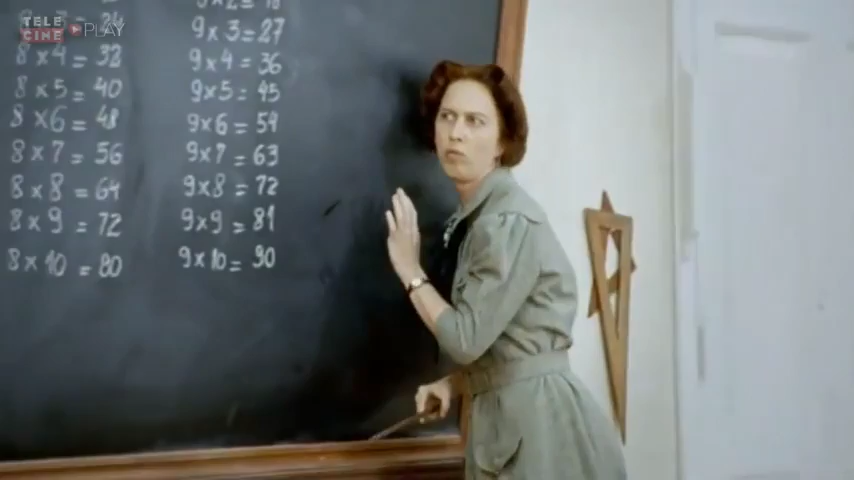 TELE CINE PLAY
8 x 4 = 32
8 x 5 = 40
8 x 6 = 48
8 x 7 = 56
8 x 8 = 64
8 x 9 = 72
8 x 10 = 80
9 x 3 = 27
9 x 4 = 36
9 x 5 = 45
9 x 6 = 54
9 x 7 = 63
9 x 8 = 72
9 x 9 = 81
9 x 10 = 90